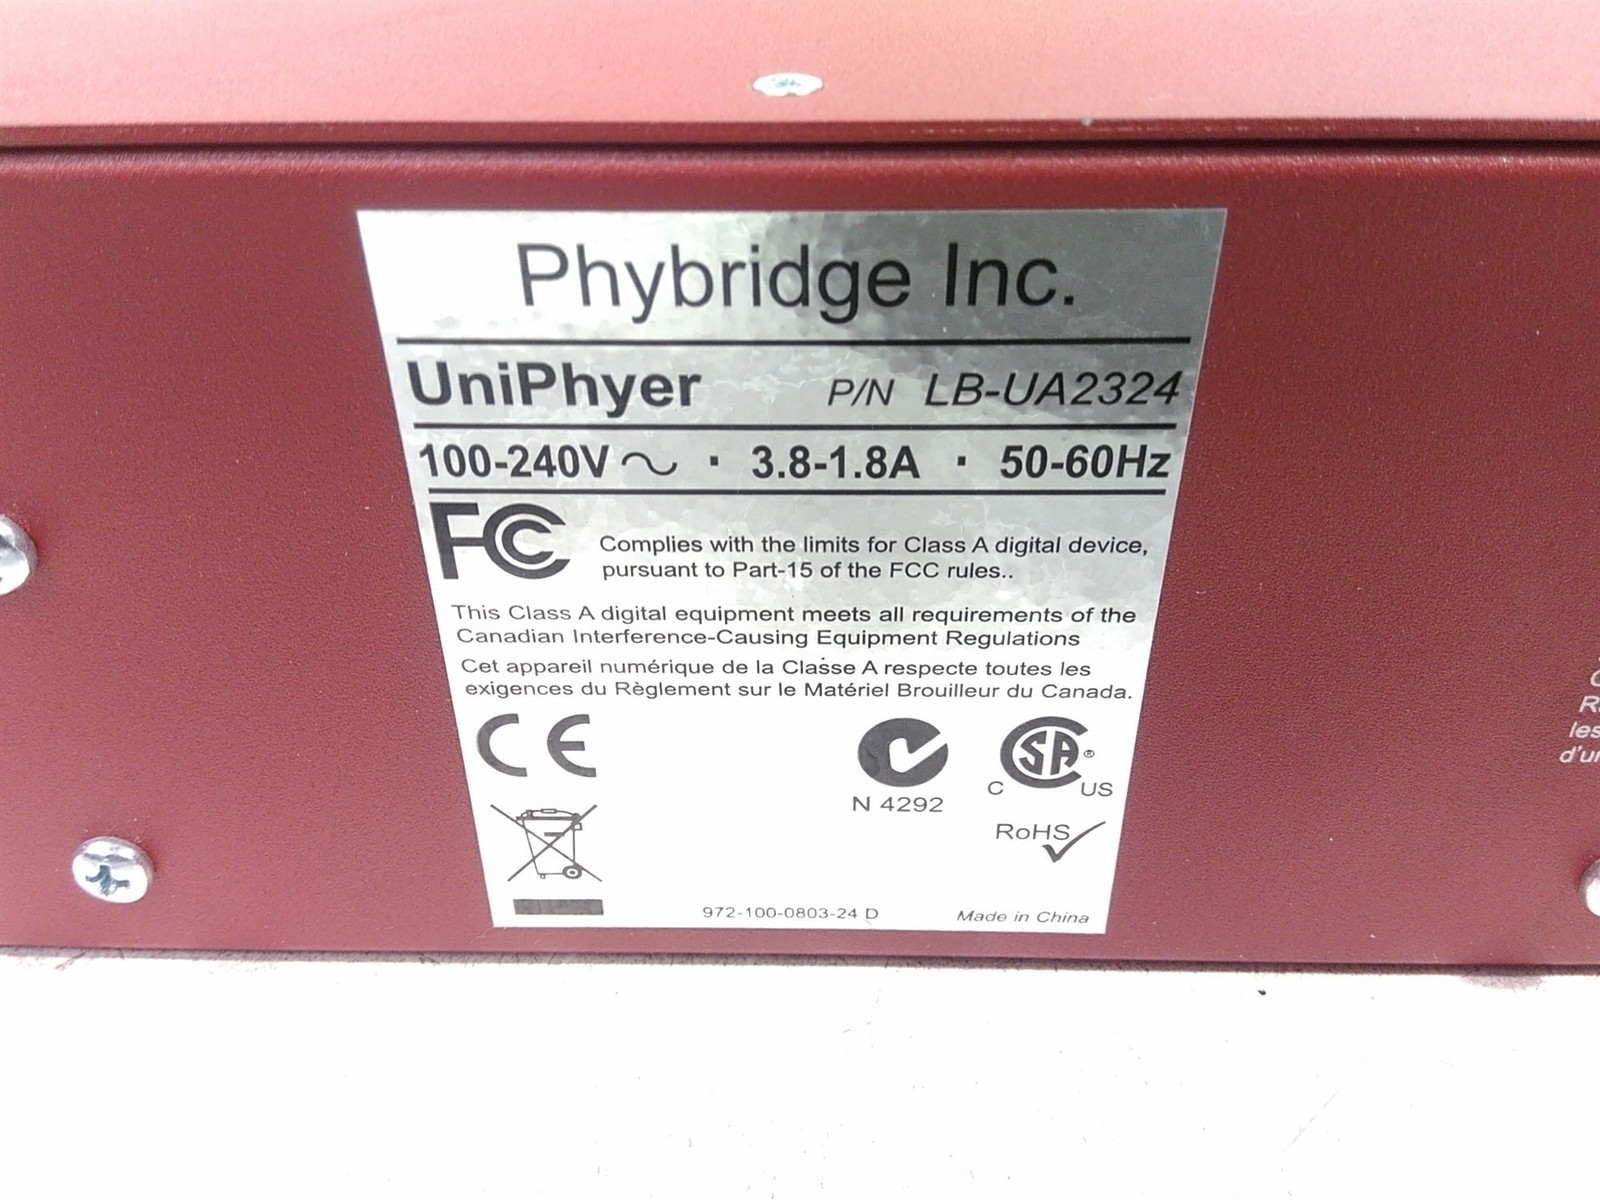 Phybridge Inc.
UniPhyer P/N LB-UA2324
100-240V ~ · 3.8-1.8A · 50-60Hz
FC Complies with the limits for Class A digital device,
pursuant to Part-15 of the FCC rules..
This Class A digital equipment meets all requirements of the
Canadian Interference-Causing Equipment Regulations
Cet appareil numérique de la Classe A respecte toutes les
exigences du Règlement sur le Matériel Brouilleur du Canada.
CE
N 4292
C SA ® US
RoHS
972-100-0803-24 D Made in China
les
d'un